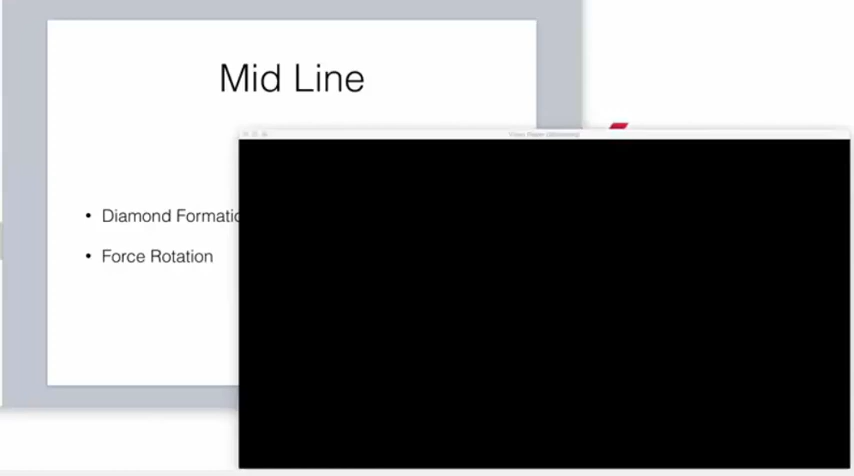 Mid Line
• Diamond Formatio
• Force Rotation